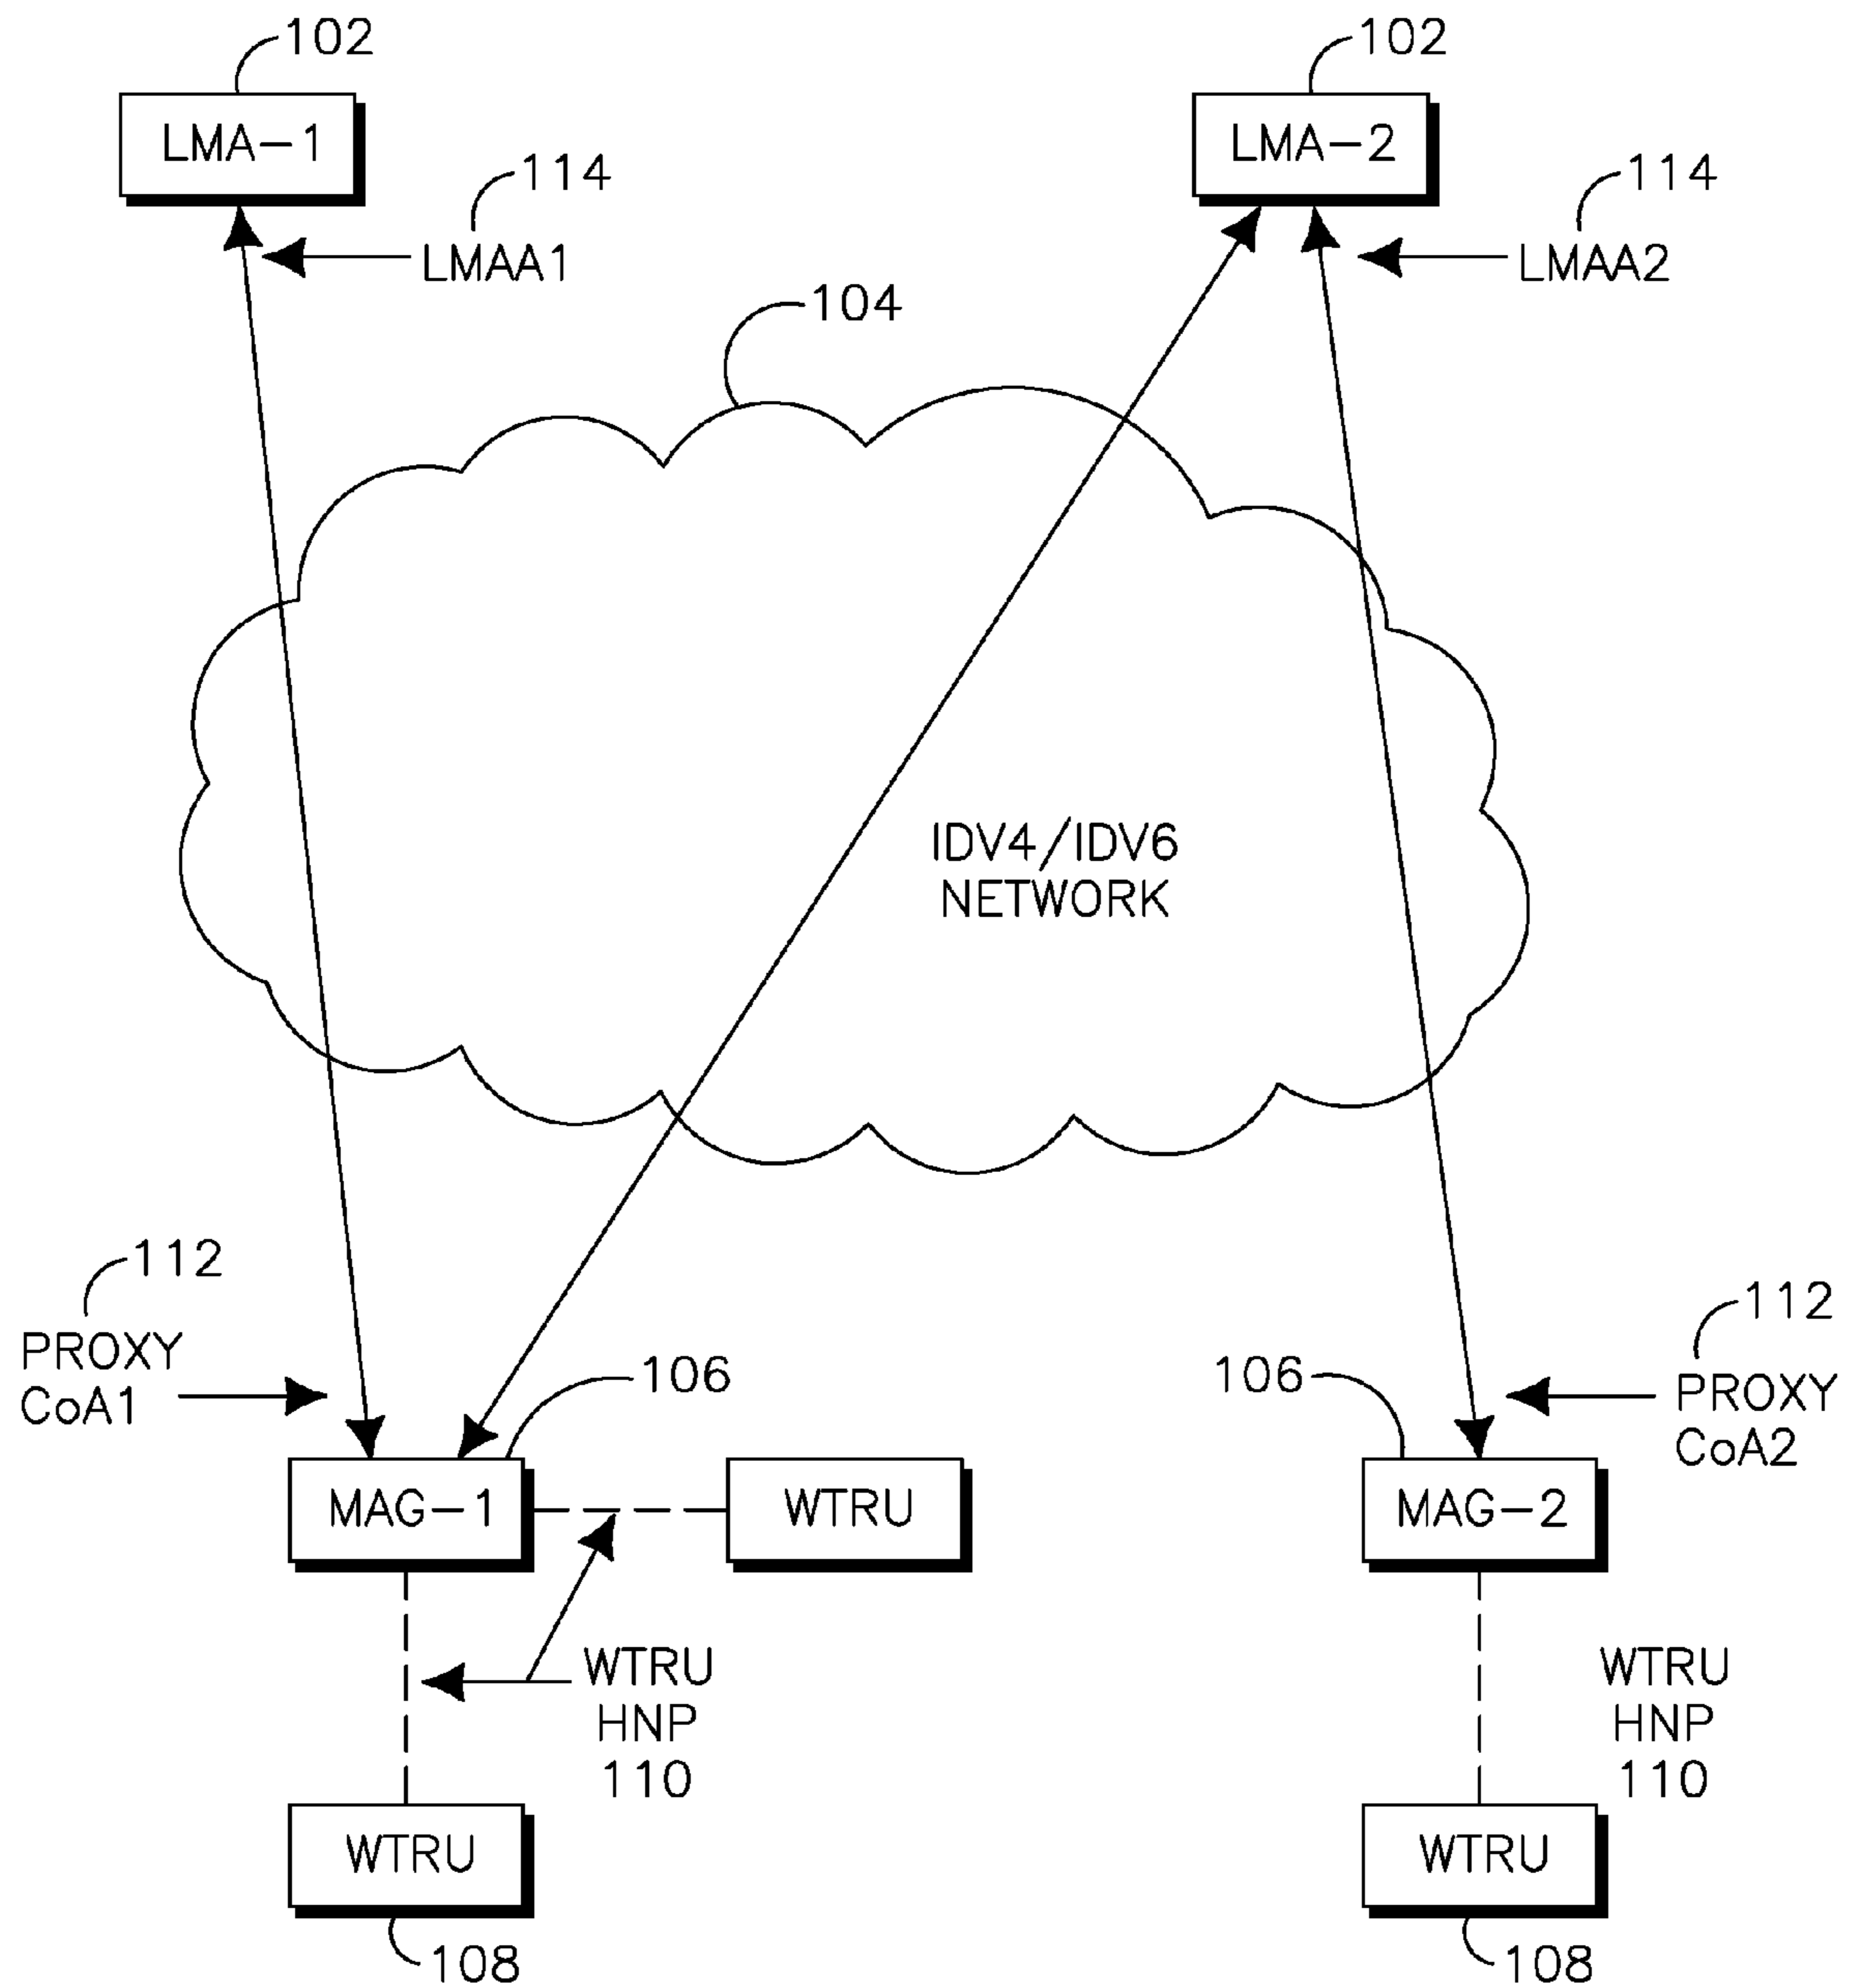 102
102
LMA-1
LMA-2
114
114
LMAA1
LMAA2
104
IDV4/IDV6
NETWORK
112
PROXY
CoA1
106
106
112
PROXY
CoA2
MAG-1
WTRU
MAG-2
WTRU
HNP
110
WTRU
HNP
110
WTRU
WTRU
108
108